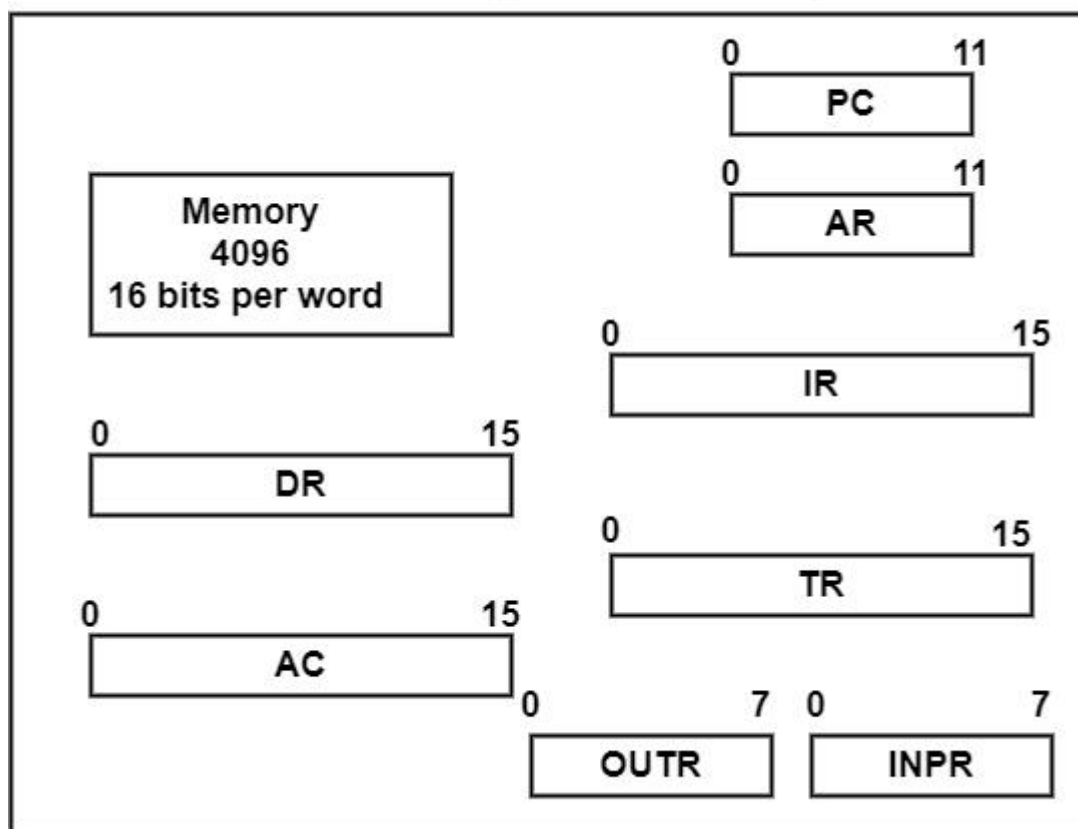 0 11
PC
0 11
AR
Memory
4096
16 bits per word
0 15
IR
0 15
DR
0 15
TR
0 15
AC
0 7
OUTR
0 7
INPR